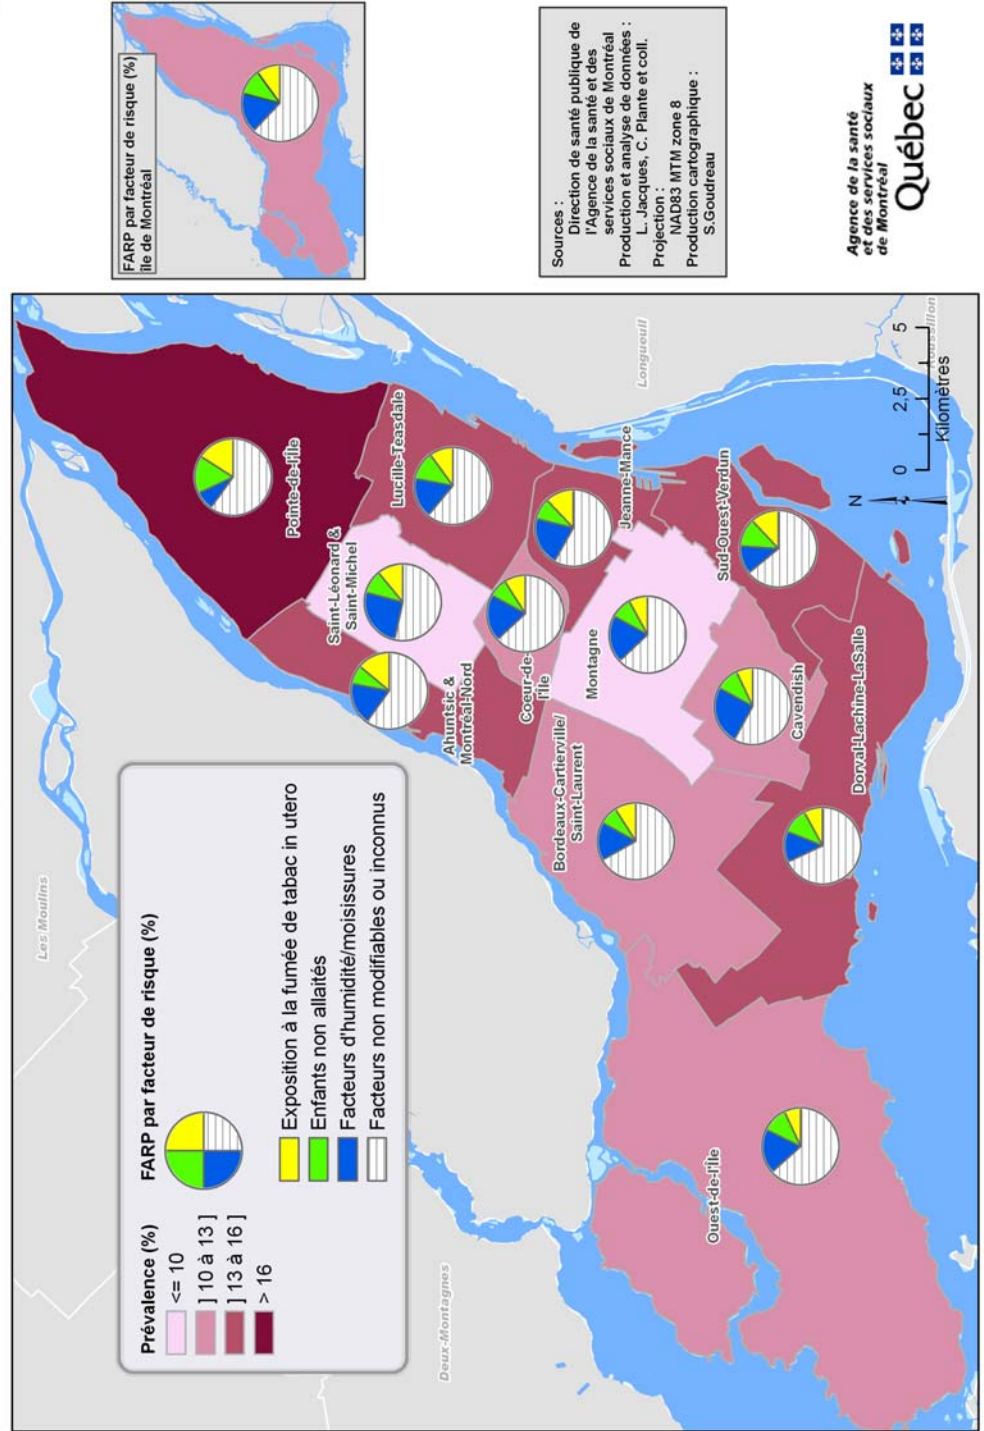 Prévalence (%)
<= 10
] 10 à 13 ]
] 13 à 16 ]
> 16
FARP par facteur de risque (%)
Exposition à la fumée de tabac in utero
Enfants non allaités
Facteurs d'humidité/moisissures
Facteurs non modifiables ou inconnus
Les Moulins
Deux-Montagnes
Longueuil
Roussillon
Pointe-de-l'Île
Lucille-Teasdale
Saint-Léonard &
Saint-Michel
Ahuntsic &
Montréal-Nord
Coeur-de-
l'Île
Jeanne-Mance
Montagne
Bordeaux-Cartierville/
Saint-Laurent
Sud-Ouest-Verdun
Cavendish
Dorval-Lachine-LaSalle
Ouest-de-l'Île
N
0 2,5 5
Kilomètres
FARP par facteur de risque (%)
île de Montréal
Sources :
Direction de santé publique de
l'Agence de la santé et des
services sociaux de Montréal
Production et analyse de données :
L. Jacques, C. Plante et coll.
Projection :
NAD83 MTM zone 8
Production cartographique :
S.Goudreau
Agence de la santé
et des services sociaux
de Montréal
Québec